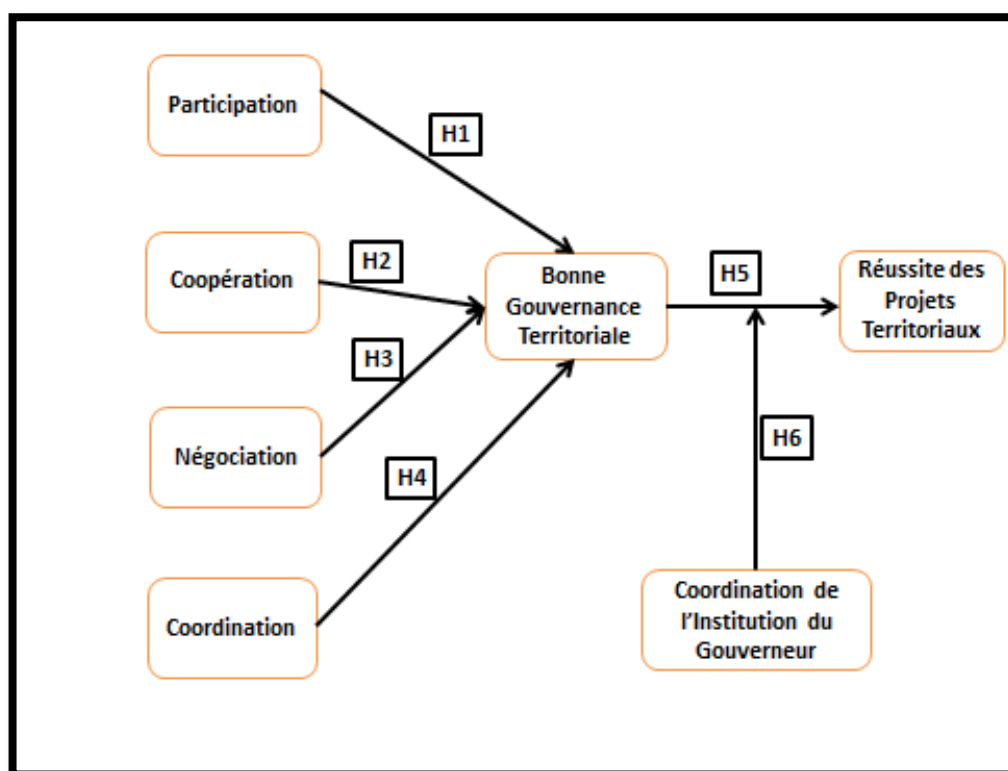 Participation
H1
Coopération
H2
Négociation
H3
Coordination
H4
Bonne
Gouvernance
Territoriale
H5
Réussite des
Projets
Territoriaux
H6
Coordination de
l'Institution du
Gouverneur